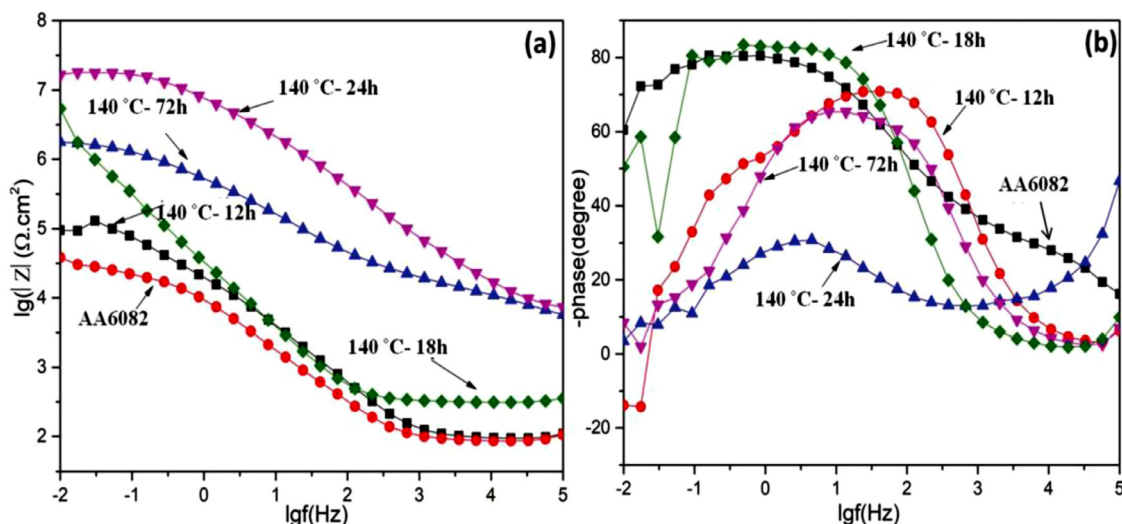 (a)
8
7
6
5
4
3
2
lg(|Z| (Ω.cm²)
140 °C- 24h
140 °C- 72h
140 °C- 12h
AA6082
140 °C- 18h
-2 -1 0 1 2 3 4 5
lgf(Hz)
(b)
80
60
40
20
0
-20
-phase(degree)
140 °C- 18h
140 °C- 12h
140 °C- 72h
AA6082
140 °C- 24h
-2 -1 0 1 2 3 4 5
lgf(Hz)